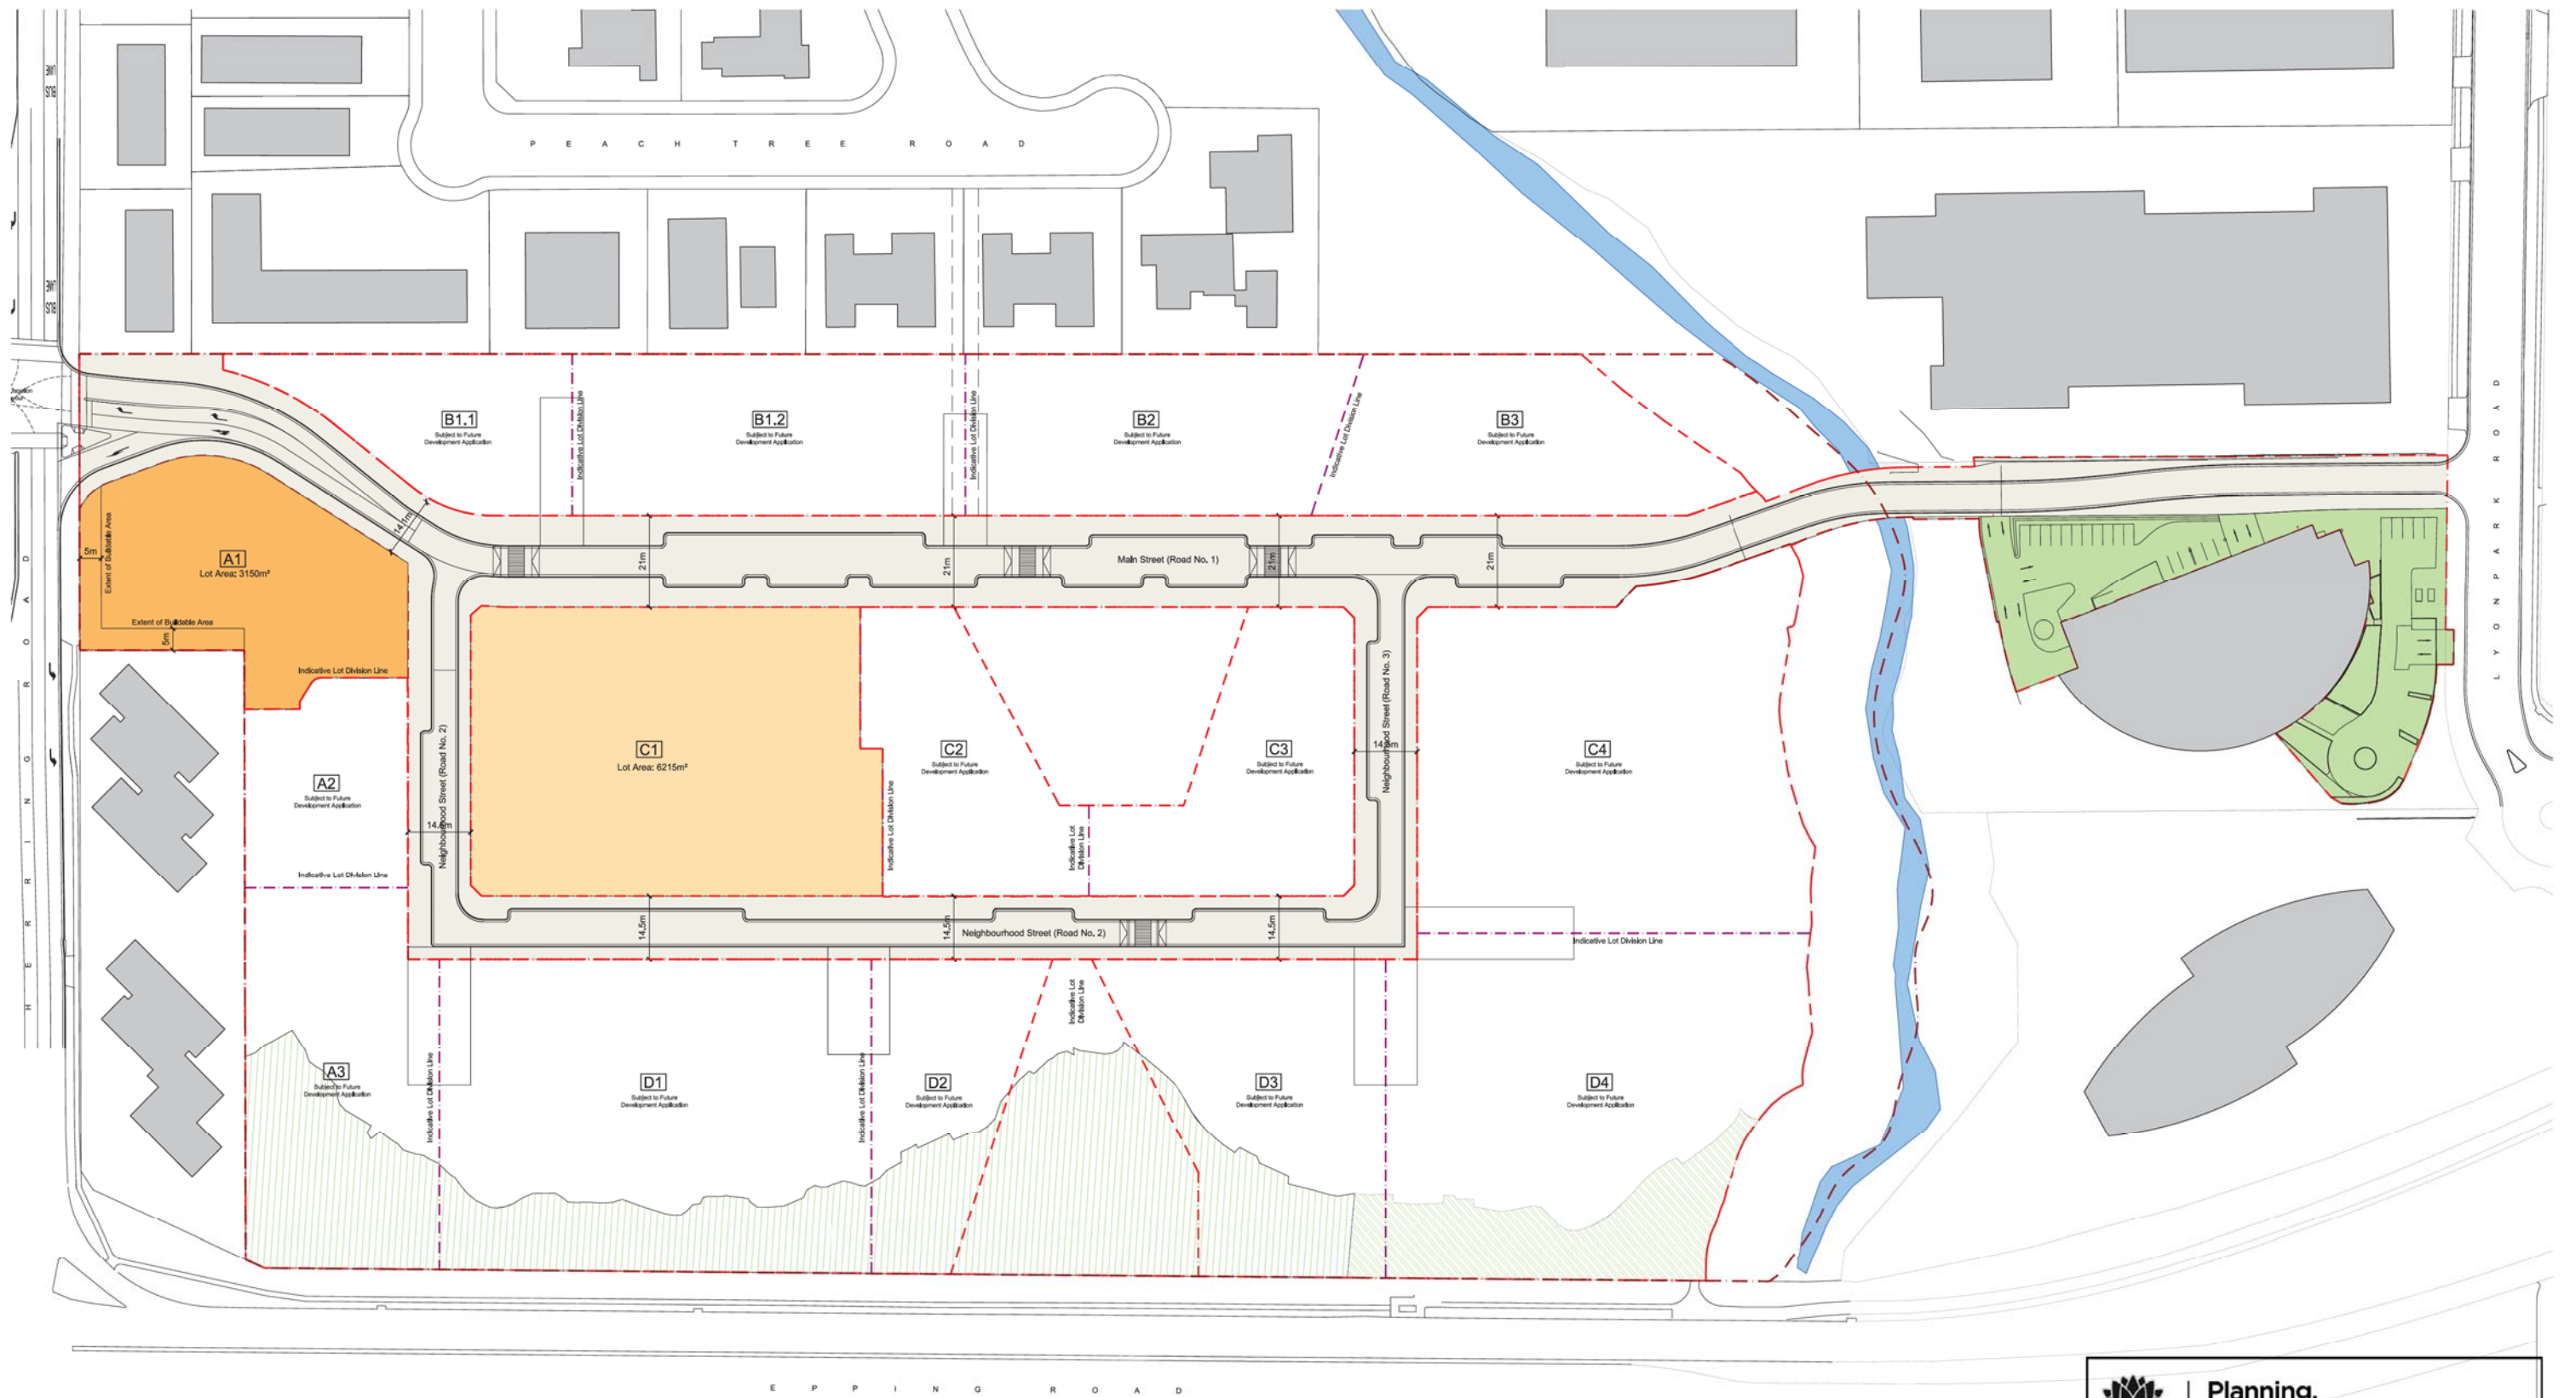 BUS
LANE
BUS
LANE
P E A C H T R E E R O A D
B1.1
Subject to Future
Development Application
Indicative Lot Division Line
B1.2
Subject to Future
Development Application
Indicative Lot Division Line
B2
Subject to Future
Development Application
Indicative Lot Division Line
B3
Subject to Future
Development Application
L Y O N P A R K R O A D
14.1m
5m
Extent of Buildable Area
A1
Lot Area: 3150m²
Extent of Buildable Area
5m
Indicative Lot Division Line
21m
21m
Main Street (Road No. 1)
21m
21m
H E R R I N G R O A D
A2
Subject to Future
Development Application
Indicative Lot Division Line
Neighbourhood Street (Road No. 2)
C1
Lot Area: 6215m²
Indicative Lot Division Line
C2
Subject to Future
Development Application
Indicative Lot
Division Line
C3
Subject to Future
Development Application
Neighbourhood Street (Road No. 3)
C4
Subject to Future
Development Application
14.5m
14.5m
Neighbourhood Street (Road No. 2)
14.5m
Indicative Lot Division Line
A3
Subject to Future
Development Application
Indicative Lot Division Line
D1
Subject to Future
Development Application
Indicative Lot Division Line
D2
Subject to Future
Development Application
Indicative Lot
Division Line
D3
Subject to Future
Development Application
D4
Subject to Future
Development Application
E P P I N G R O A D
Planning,